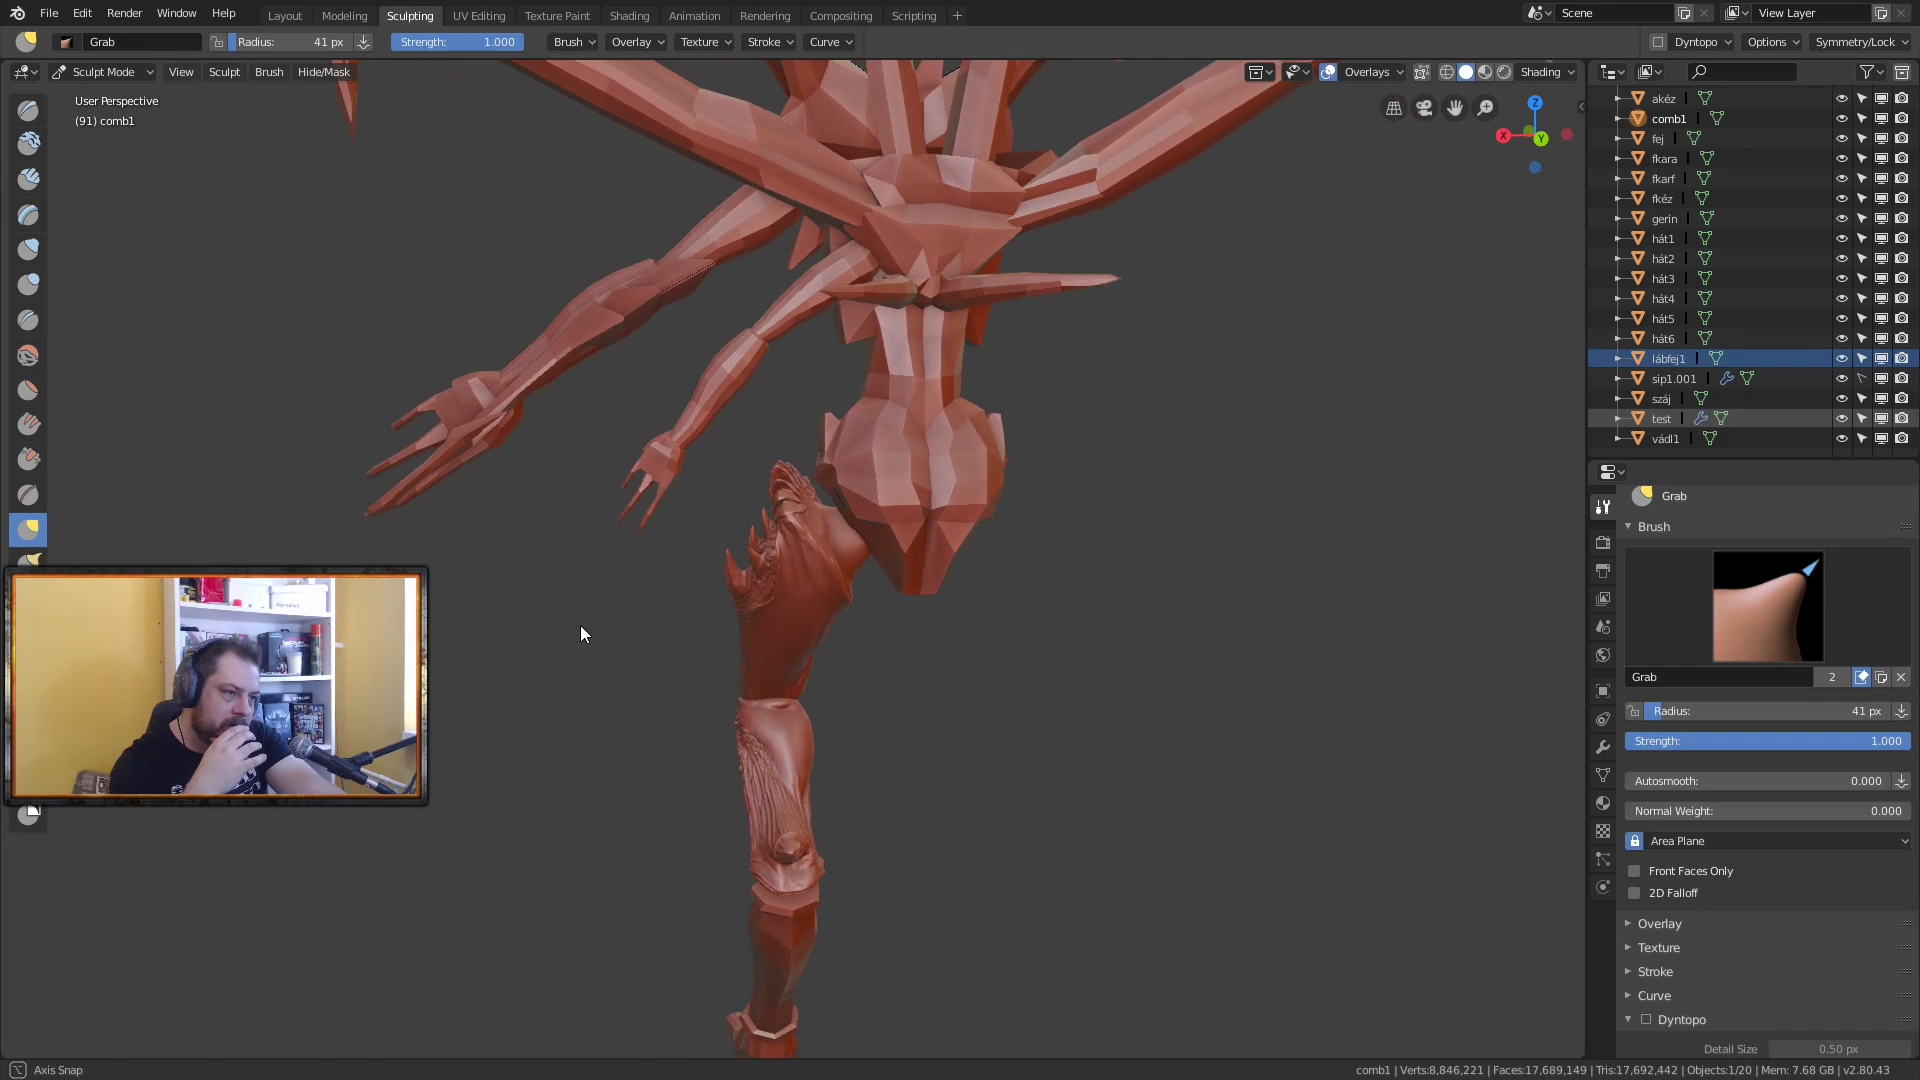 File Edit Render Window Help Layout Modeling Sculpting UV Editing Texture Paint Shading Animation Rendering Compositing Scripting + Scene View Layer
Grab Radius: 41 px Strength: 1.000 Brush Overlay Texture Stroke Curve Dyntopo Options Symmetry/Lock
Sculpt Mode View Sculpt Brush Hide/Mask Overlays Shading
User Perspective
(91) comb1
Z
X
Y
akéz
comb1
fej
fkara
fkarf
fkéz
gerin
hát1
hát2
hát3
hát4
hát5
hát6
lábfej1
sip1.001
száj
test
vádl1
Grab
Brush
Grab 2
Radius: 41 px
Strength: 1.000
Autosmooth: 0.000
Normal Weight: 0.000
Area Plane
Front Faces Only
2D Falloff
Overlay
Texture
Stroke
Curve
Dyntopo
Detail Size 0.50 px
Axis Snap
comb1 | Verts:8,846,221 | Faces:17,689,149 | Tris:17,692,442 | Objects:1/20 | Mem: 7.68 GB | v2.80.43